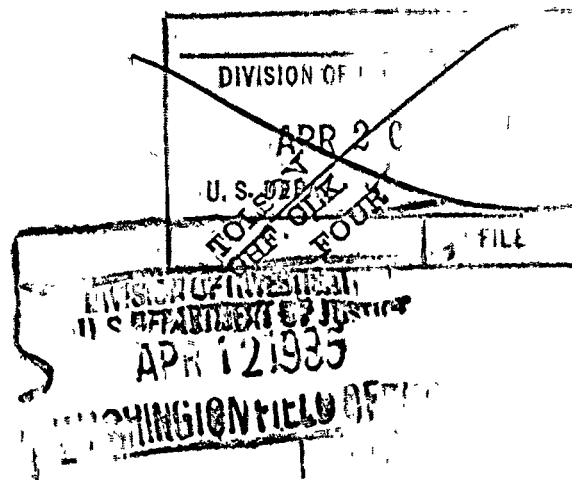 DIVISION OF
APR 2
U. S.
TOLSON
CHF. CLK
FOUR
FILE
DIVISION OF INVESTIGATION
U S DEPARTMENT OF JUSTICE
APR 12 1935
WASHINGTON FIELD OFFICE